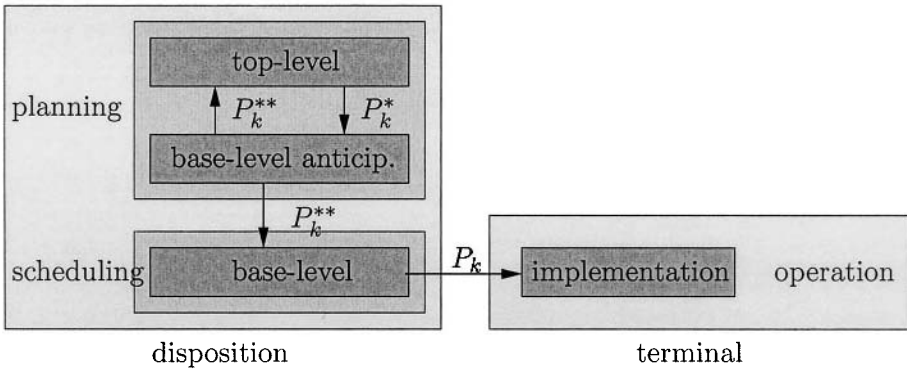 top-level
planning
$P_k^{**}$ $P_k^{*}$
base-level anticip.
$P_k^{**}$
scheduling
base-level
$P_k$
implementation
operation
disposition
terminal